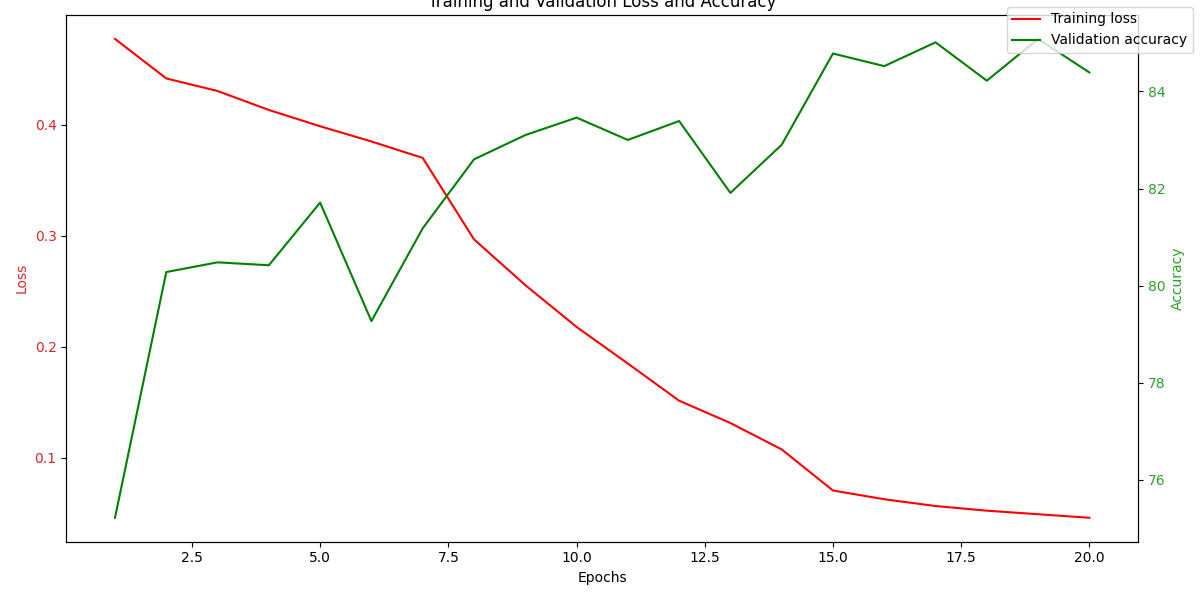 Training and Validation Loss and Accuracy
Training loss
Validation accuracy
0.4
0.3
0.2
0.1
Loss
84
82
80
78
76
Accuracy
2.5 5.0 7.5 10.0 12.5 15.0 17.5 20.0
Epochs